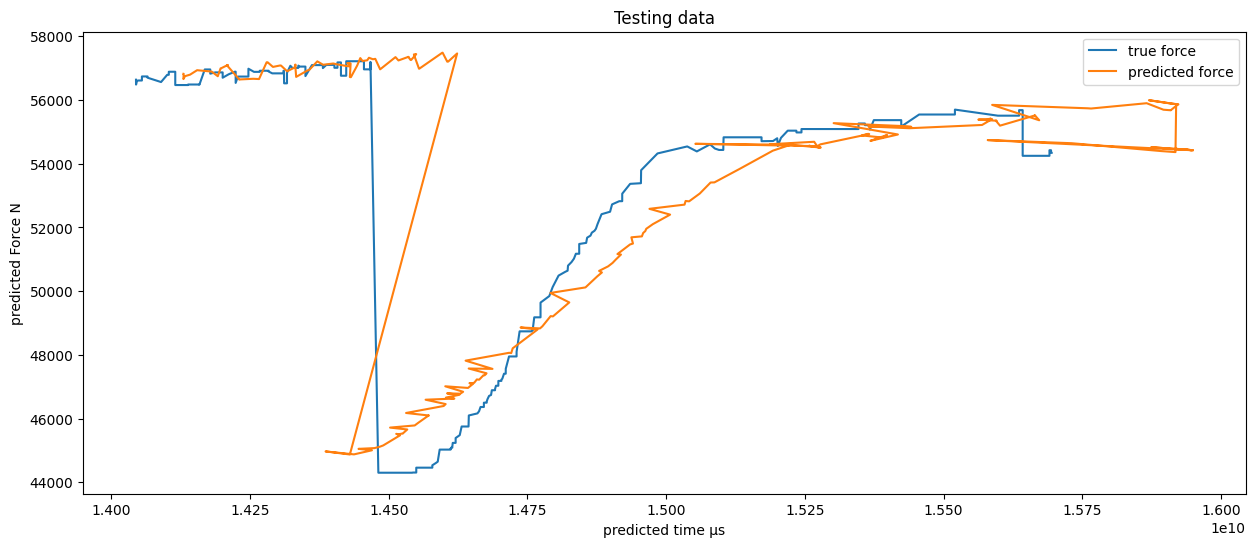 Testing data
true force
predicted force
predicted Force N
58000
56000
54000
52000
50000
48000
46000
44000
1.400
1.425
1.450
1.475
1.500
1.525
1.550
1.575
1.600
1e10
predicted time µs